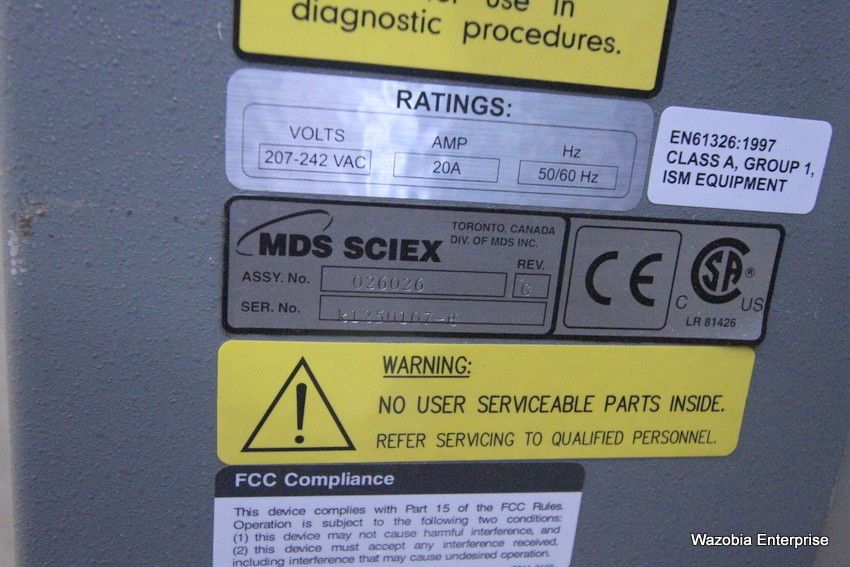 use in
diagnostic procedures.
RATINGS:
VOLTS
207-242 VAC
AMP
20A
Hz
50/60 Hz
EN61326:1997
CLASS A, GROUP 1,
ISM EQUIPMENT
MDS SCIEX
TORONTO, CANADA
DIV. OF MDS INC.
ASSY. No. 026026
REV.
SER. No.
CE
SA ®
C US
LR 81426
WARNING:
NO USER SERVICEABLE PARTS INSIDE.
REFER SERVICING TO QUALIFIED PERSONNEL.
FCC Compliance
This device complies with Part 15 of the FCC Rules.
Operation is subject to the following two conditions:
(1) this device may not cause harmful interference, and
(2) this device must accept any interference received,
including interference that may cause undesired operation.
Wazobia Enterprise